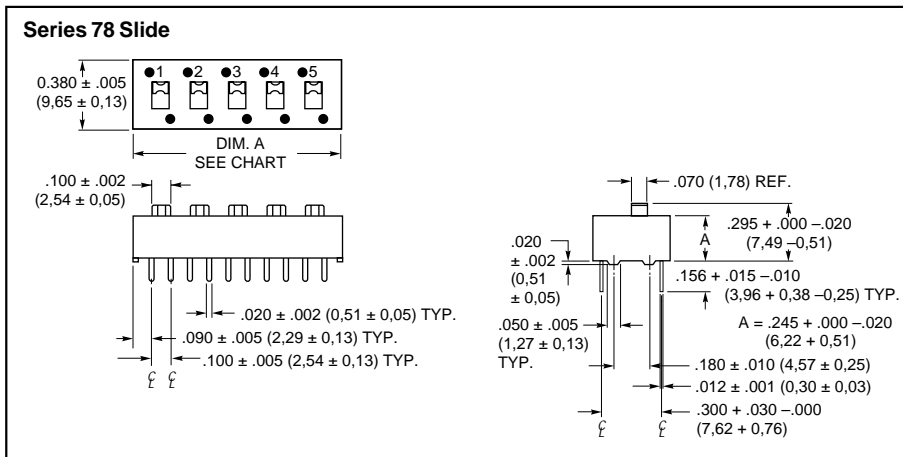 Series 78 Slide
1 2 3 4 5
0.380 ± .005
(9,65 ± 0,13)
DIM. A
SEE CHART
.100 ± .002
(2,54 ± 0,05)
.020 ± .002 (0,51 ± 0,05) TYP.
.090 ± .005 (2,29 ± 0,13) TYP.
.100 ± .005 (2,54 ± 0,13) TYP.
℄ ℄
.070 (1,78) REF.
A
.295 + .000 –.020
(7,49 –0,51)
.020
± .002
(0,51
± 0,05)
.156 + .015 –.010
(3,96 + 0,38 –0,25) TYP.
.050 ± .005
(1,27 ± 0,13)
TYP.
A = .245 + .000 –.020
(6,22 + 0,51)
.180 ± .010 (4,57 ± 0,25)
.012 ± .001 (0,30 ± 0,03)
.300 + .030 –.000
(7,62 + 0,76)
℄ ℄